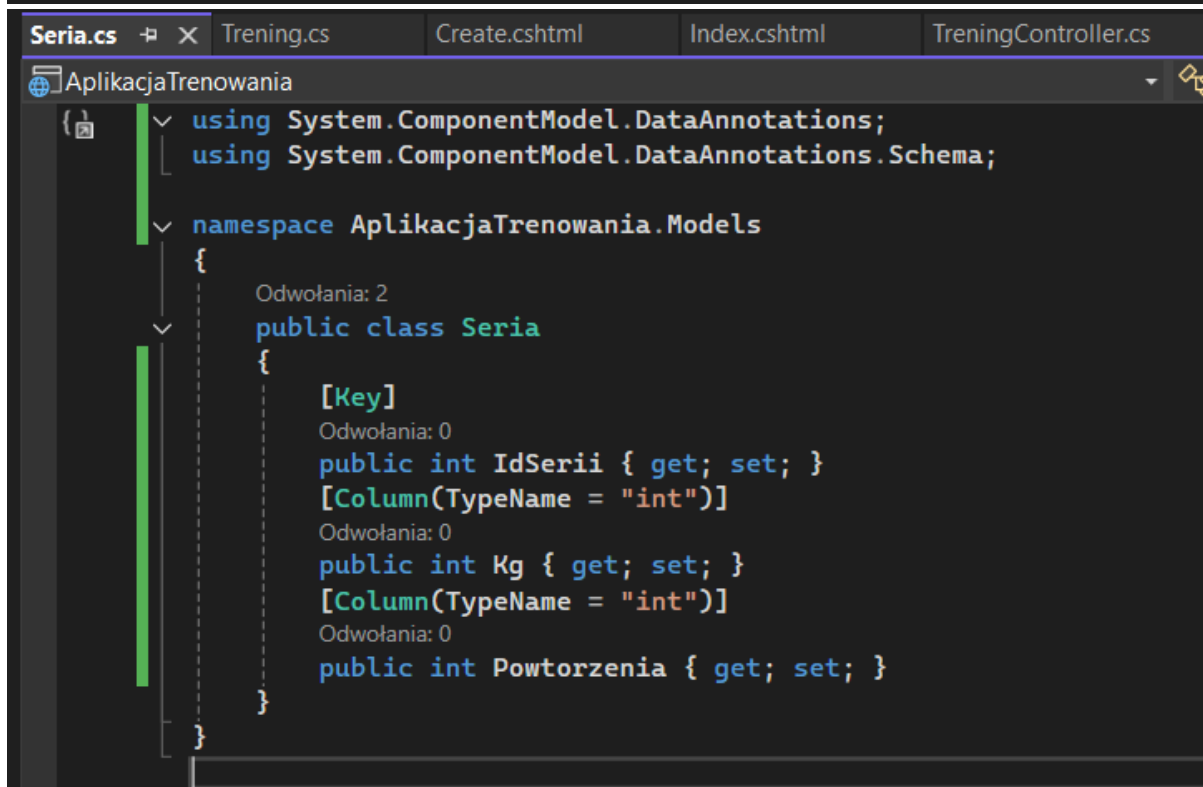 Seria.cs Trening.cs Create.cshtml Index.cshtml TreningController.cs
AplikacjaTrenowania
using System.ComponentModel.DataAnnotations;
using System.ComponentModel.DataAnnotations.Schema;
namespace AplikacjaTrenowania.Models
{
Odwołania: 2
public class Seria
{
[Key]
Odwołania: 0
public int IdSerii { get; set; }
[Column(TypeName = "int")]
Odwołania: 0
public int Kg { get; set; }
[Column(TypeName = "int")]
Odwołania: 0
public int Powtorzenia { get; set; }
}
}